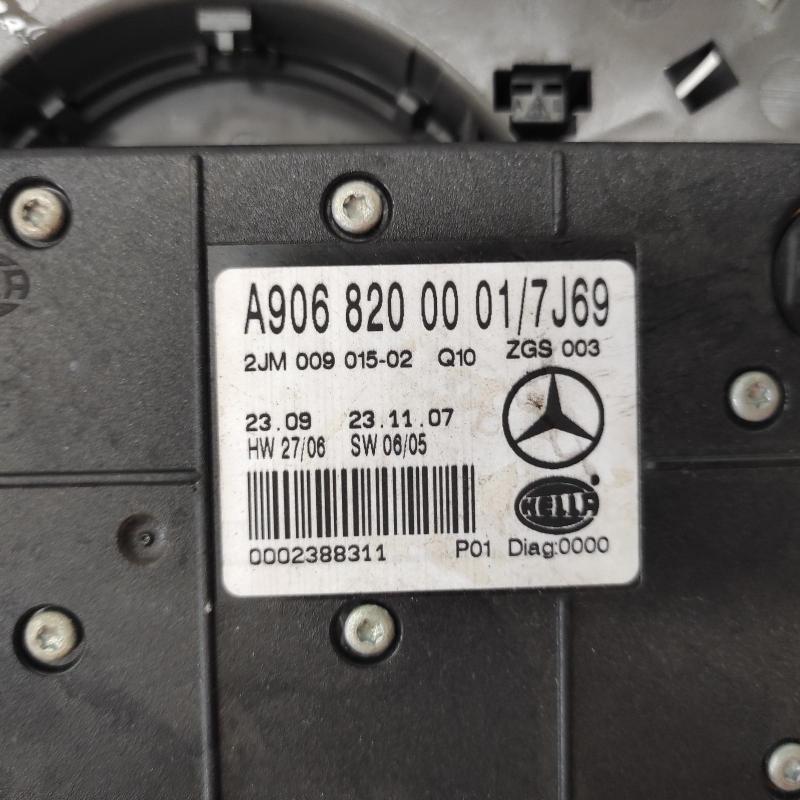 A906 820 00 01/7J69
2JM 009 015-02 Q10 ZGS 003
23.09 23.11.07
HW 27/06 SW 06/05
HELLA
0002388311 P01 Diag:0000